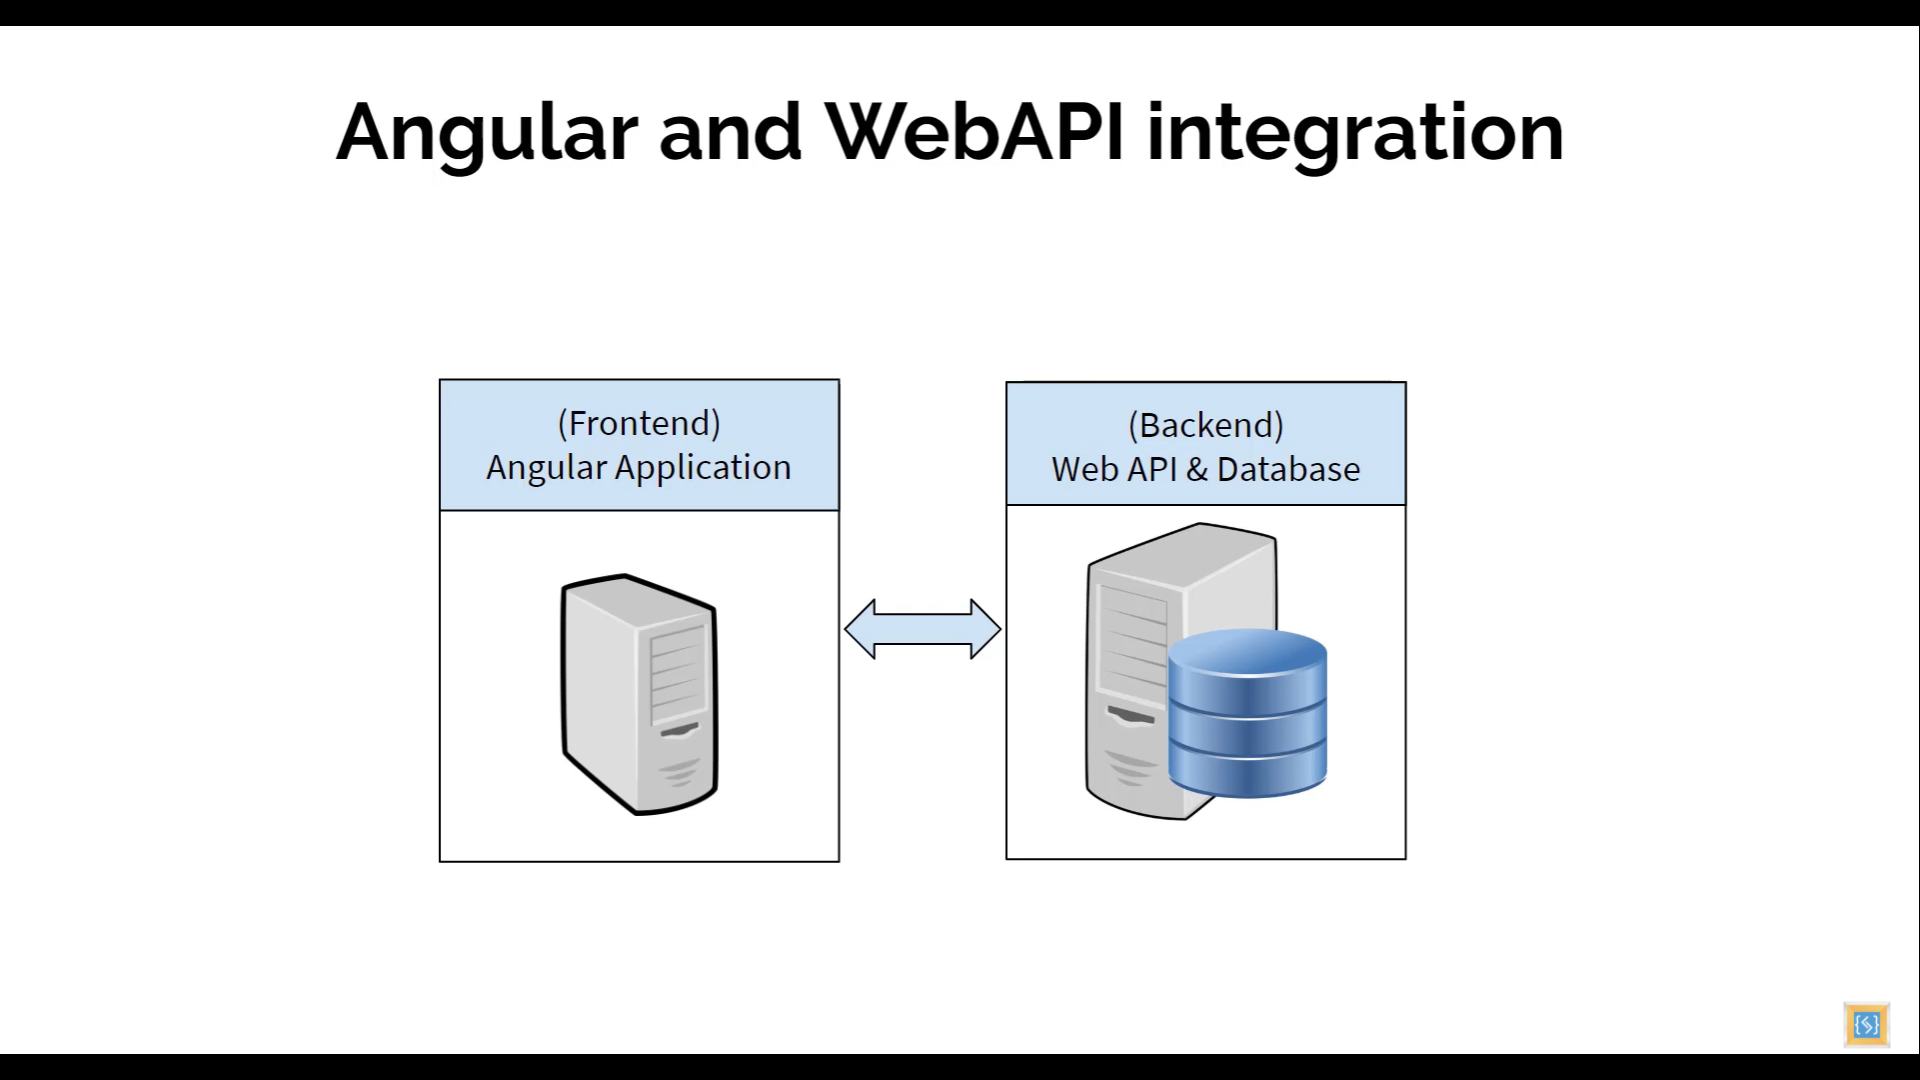 Angular and WebAPI integration
(Frontend)
Angular Application
(Backend)
Web API & Database